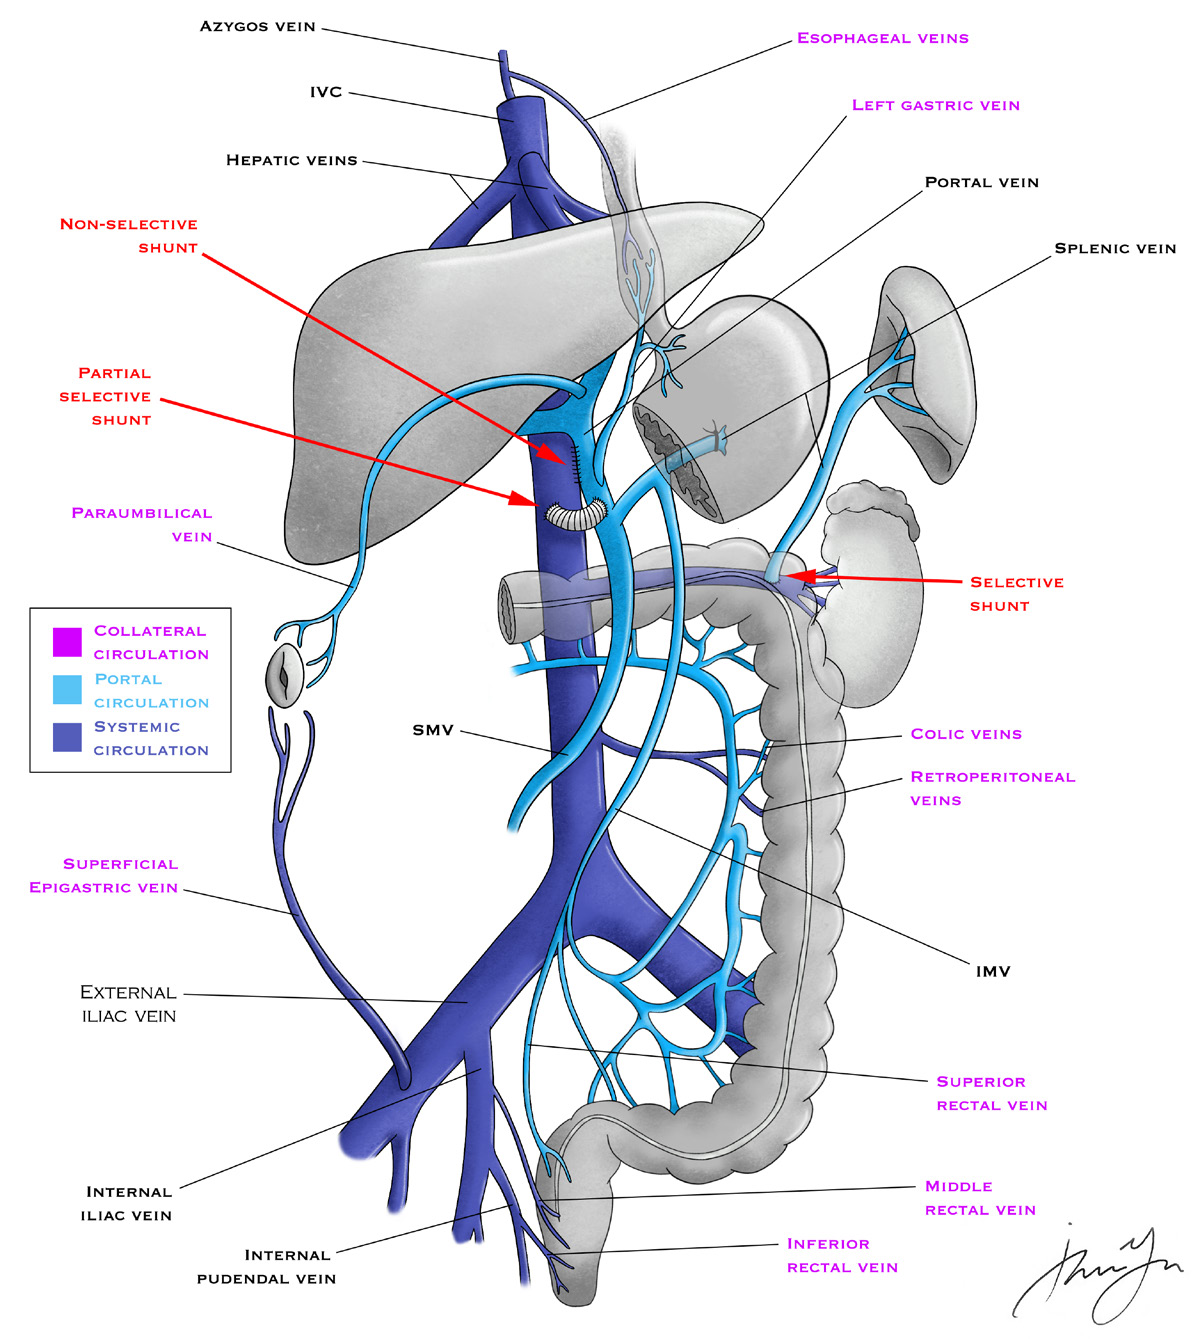 Azygos vein
Esophageal veins
IVC
Left gastric vein
Hepatic veins
Portal vein
Non-selective
shunt
Splenic vein
Partial
selective
shunt
Paraumbilical
vein
Selective
shunt
Collateral
circulation
Portal
circulation
Systemic
circulation
SMV
Colic veins
Retroperitoneal
veins
Superficial
Epigastric vein
IMV
External
iliac vein
Superior
rectal vein
Internal
iliac vein
Middle
rectal vein
Internal
pudendal vein
Inferior
rectal vein